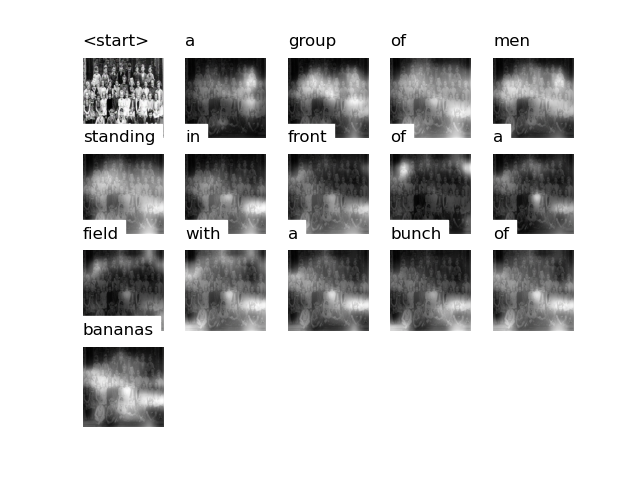 <start> a group of men
standing in front of a
field with a bunch of
bananas